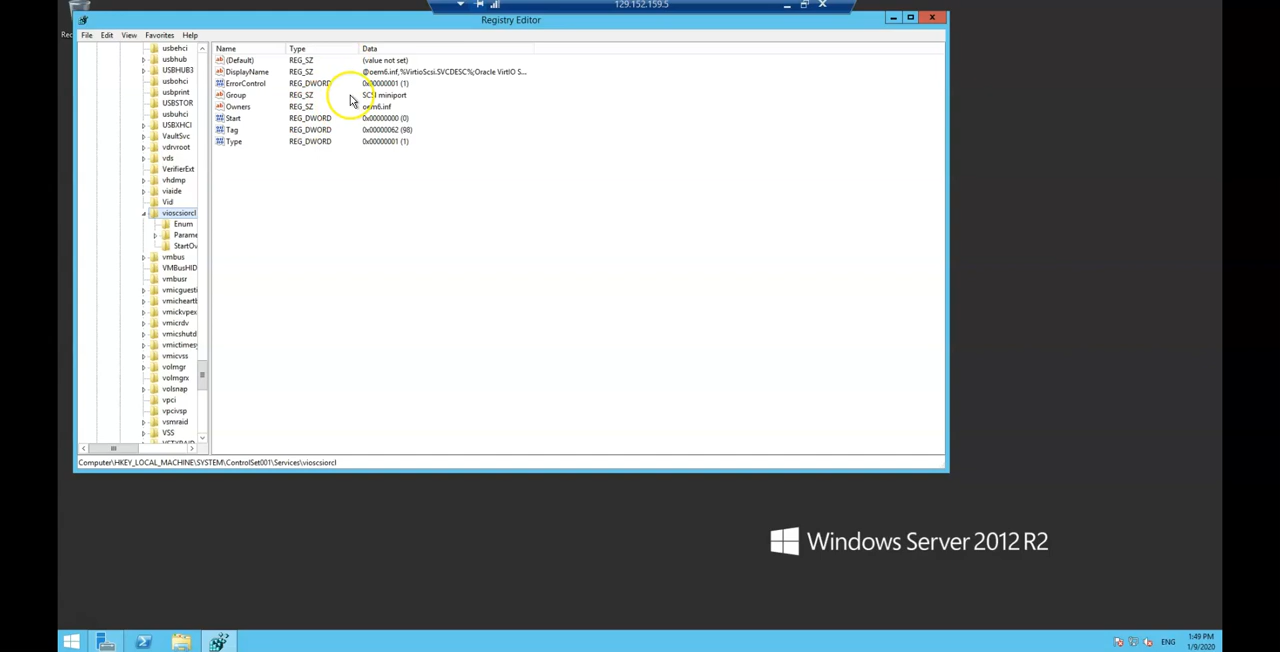 129.152.159.5
Rec
Registry Editor
File Edit View Favorites Help
usbehci
usbhub
USBHUB3
usbohci
usbprint
USBSTOR
usbuhci
USBXHCI
VaultSvc
vdrvroot
vds
VerifierExt
vhdmp
viaide
Vid
vioscsiorcl
Enum
Parame
StartOv
vmbus
VMBusHID
vmbusr
vmicguesti
vmicheartb
vmickvpex
vmicrdv
vmicshutd
vmictimesy
vmicvss
volmgr
volmgrx
volsnap
vpci
vpcivsp
vsmraid
VSS
Name Type Data
(Default) REG_SZ (value not set)
DisplayName REG_SZ @oem6.inf,%VirtioScsi.SVCDESC%;Oracle VirtIO S...
ErrorControl REG_DWORD 0x00000001 (1)
Group REG_SZ SCSI miniport
Owners REG_SZ oem6.inf
Start REG_DWORD 0x00000000 (0)
Tag REG_DWORD 0x00000062 (98)
Type REG_DWORD 0x00000001 (1)
Computer\HKEY_LOCAL_MACHINE\SYSTEM\ControlSet001\Services\vioscsiorcl
Windows Server 2012 R2
ENG
1:49 PM
1/9/2020